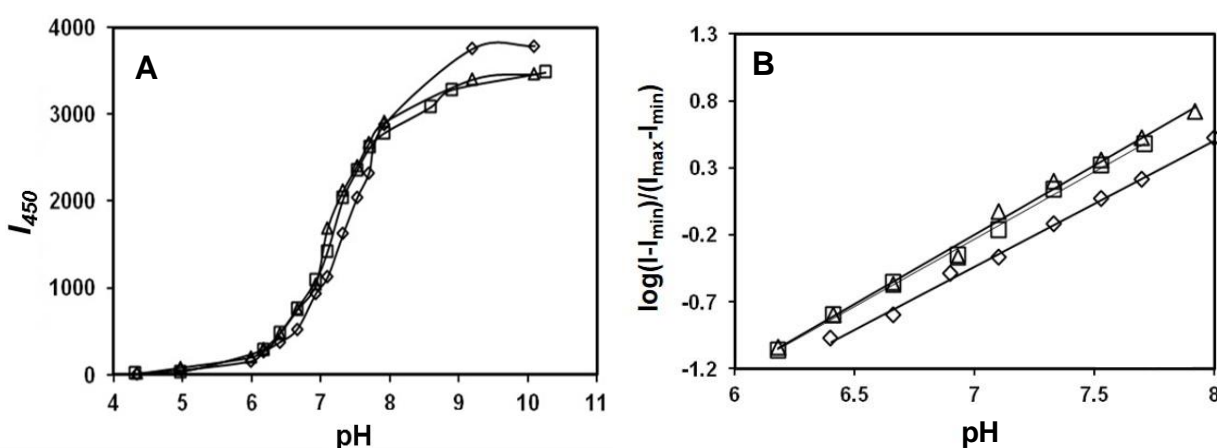 A
I450
4000
3000
2000
1000
0
4 5 6 7 8 9 10 11
pH
B
log(I-Imin)/(Imax-Imin)
1.3
0.8
0.3
-0.2
-0.7
-1.2
6 6.5 7 7.5 8
pH